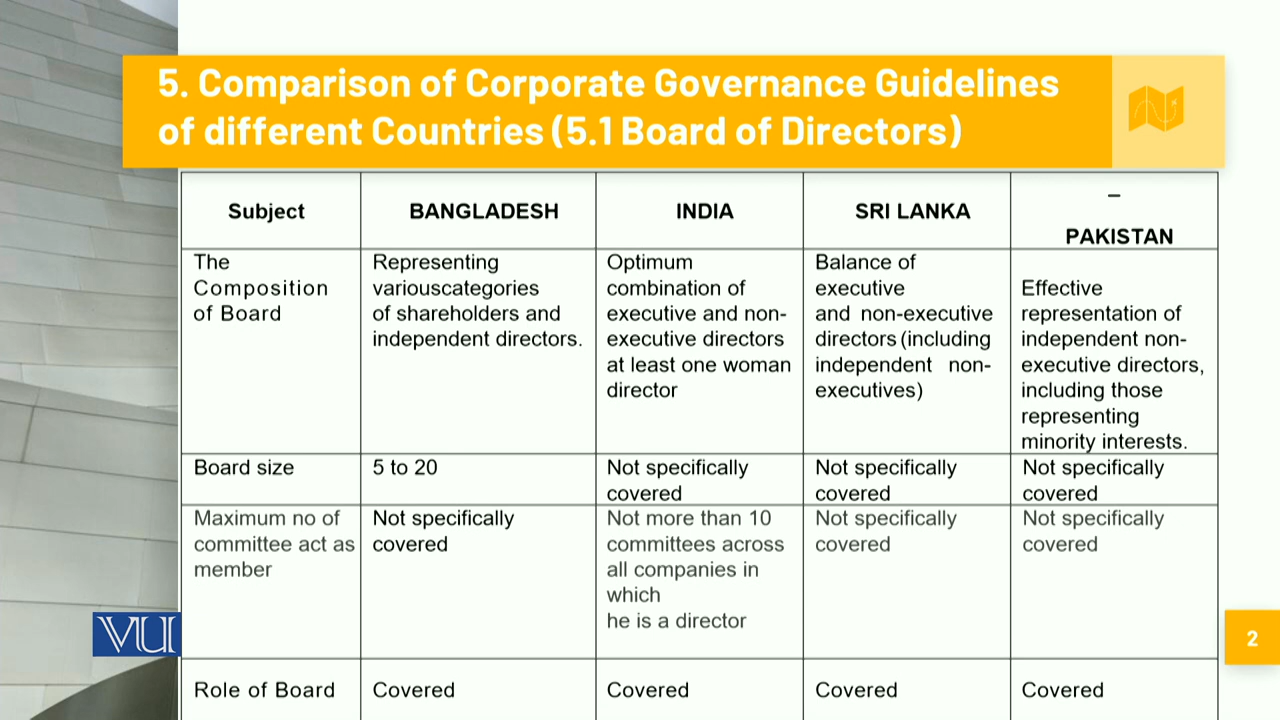 5. Comparison of Corporate Governance Guidelines
of different Countries (5.1 Board of Directors)
Subject
BANGLADESH
INDIA
SRI LANKA
–
PAKISTAN
The
Composition
of Board
Representing
variouscategories
of shareholders and
independent directors.
Optimum
combination of
executive and non-
executive directors
at least one woman
director
Balance of
executive
and non-executive
directors (including
independent non-
executives)
Effective
representation of
independent non-
executive directors,
including those
representing
minority interests.
Board size
5 to 20
Not specifically
covered
Not specifically
covered
Not specifically
covered
Maximum no of
committee act as
member
Not specifically
covered
Not more than 10
committees across
all companies in
which
he is a director
Not specifically
covered
Not specifically
covered
VU
2
Role of Board
Covered
Covered
Covered
Covered